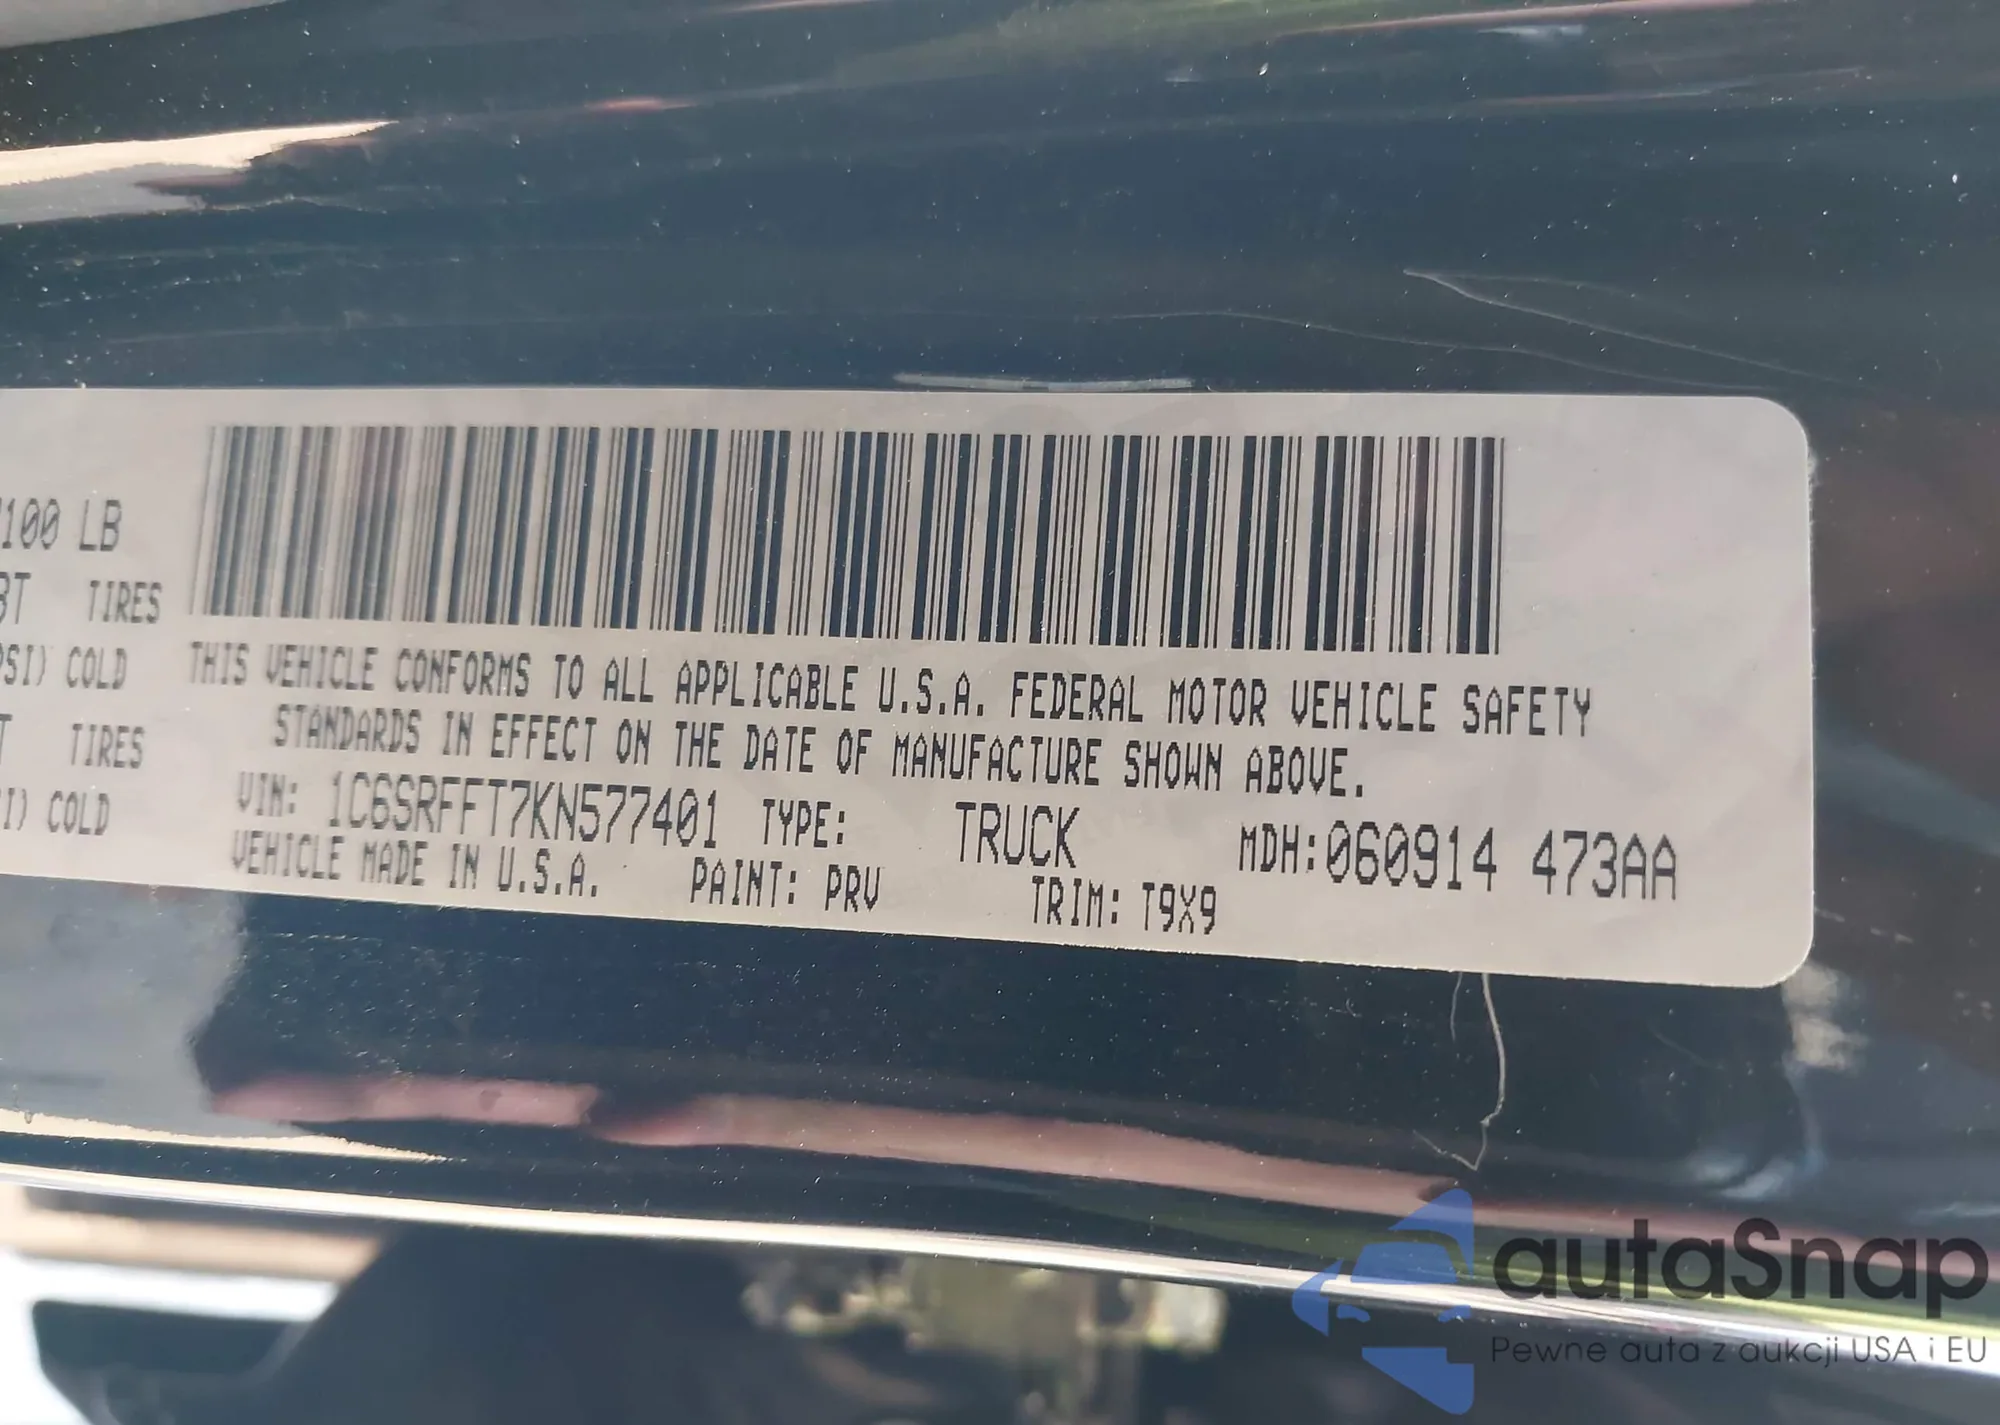 100 LB
TIRES
COLD
TIRES
COLD
THIS VEHICLE CONFORMS TO ALL APPLICABLE U.S.A. FEDERAL MOTOR VEHICLE SAFETY
STANDARDS IN EFFECT ON THE DATE OF MANUFACTURE SHOWN ABOVE.
VIN: 1C6SRFFT7KN577401 TYPE: TRUCK MDH:060914 473AA
VEHICLE MADE IN U.S.A. PAINT: PRV TRIM: T9X9
autaSnap
Pewne auta z aukcji USA i EU